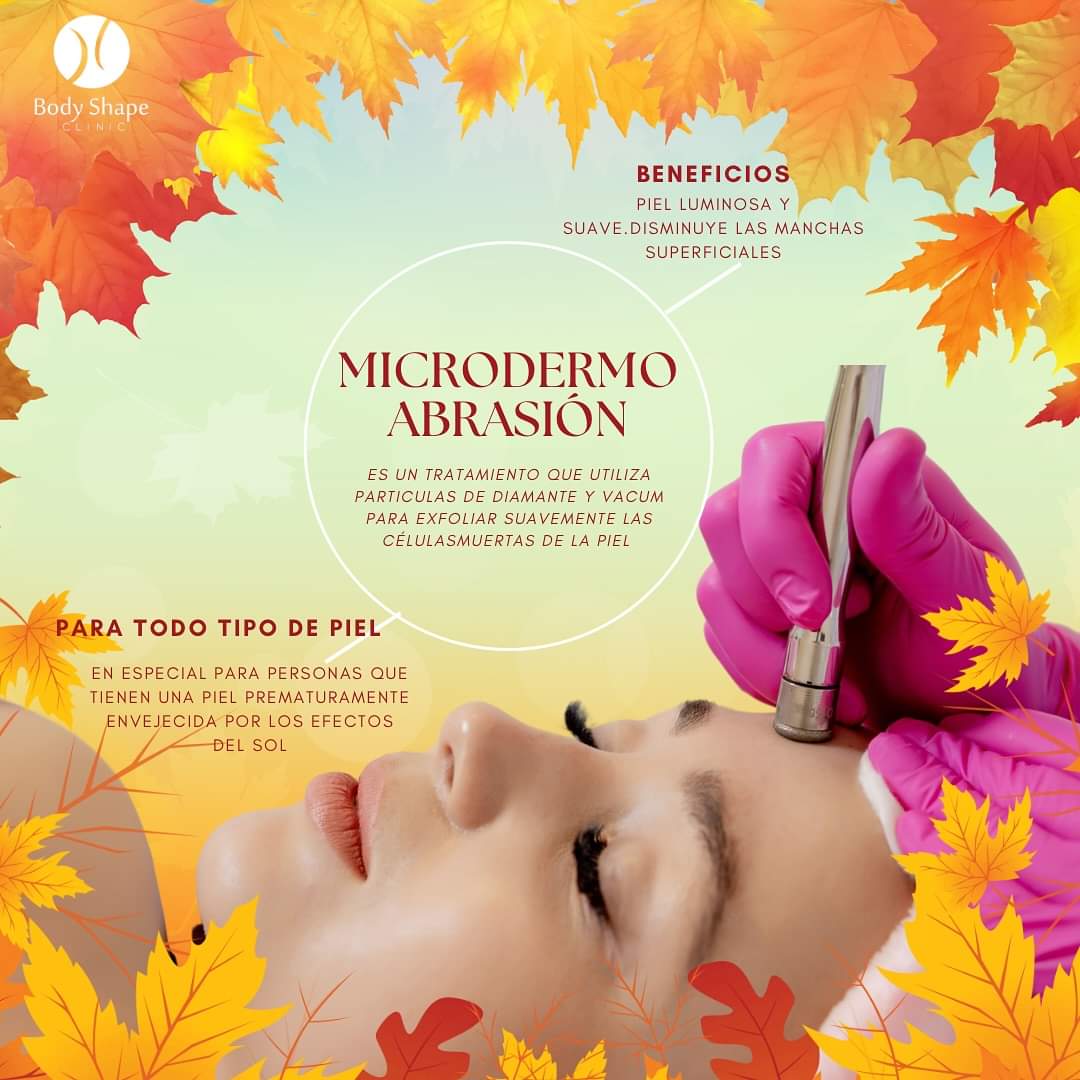 Body Shape
CLINIC
BENEFICIOS
PIEL LUMINOSA Y
SUAVE.DISMINUYE LAS MANCHAS
SUPERFICIALES
MICRODERMO
ABRASIÓN
ES UN TRATAMIENTO QUE UTILIZA
PARTICULAS DE DIAMANTE Y VACUM
PARA EXFOLIAR SUAVEMENTE LAS
CÉLULASMUERTAS DE LA PIEL
PARA TODO TIPO DE PIEL
EN ESPECIAL PARA PERSONAS QUE
TIENEN UNA PIEL PREMATURAMENTE
ENVEJECIDA POR LOS EFECTOS
DEL SOL